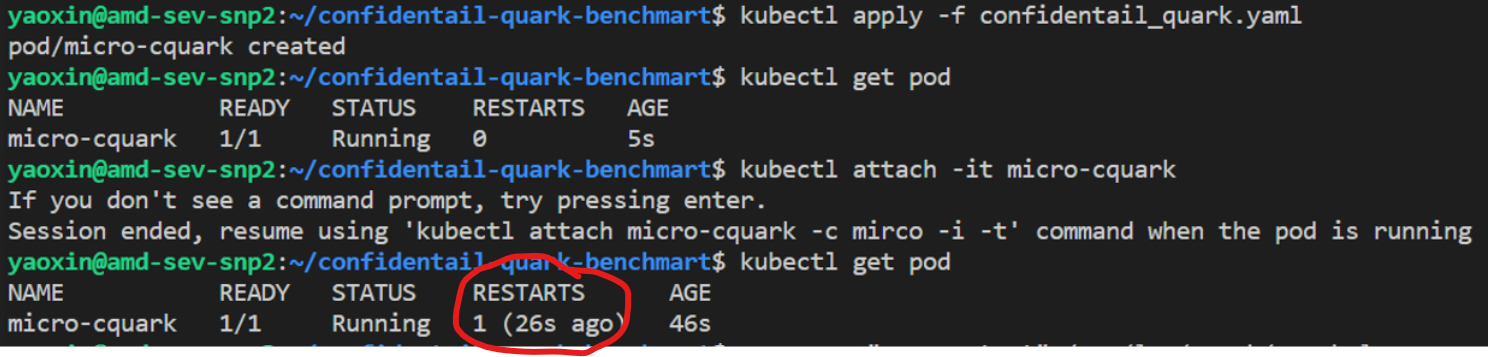 yaoxin@amd-sev-snp2:~/confidentail-quark-benchmart$ kubectl apply -f confidentail_quark.yaml
pod/micro-cquark created
yaoxin@amd-sev-snp2:~/confidentail-quark-benchmart$ kubectl get pod
NAME READY STATUS RESTARTS AGE
micro-cquark 1/1 Running 0 5s
yaoxin@amd-sev-snp2:~/confidentail-quark-benchmart$ kubectl attach -it micro-cquark
If you don't see a command prompt, try pressing enter.
Session ended, resume using 'kubectl attach micro-cquark -c mirco -i -t' command when the pod is running
yaoxin@amd-sev-snp2:~/confidentail-quark-benchmart$ kubectl get pod
NAME READY STATUS RESTARTS AGE
micro-cquark 1/1 Running 1 (26s ago) 46s